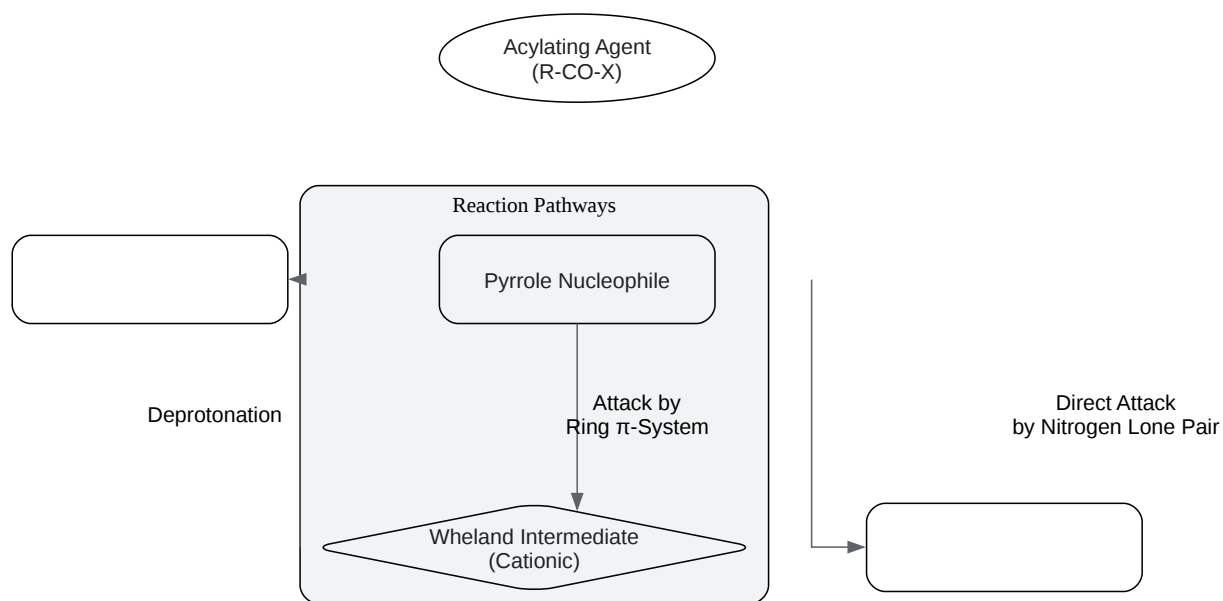 Acylating Agent
(R-CO-X)
Reaction Pathways
Pyrrole Nucleophile
Deprotonation
Attack by
Ring π-System
Direct Attack
by Nitrogen Lone Pair
Wheland Intermediate
(Cationic)